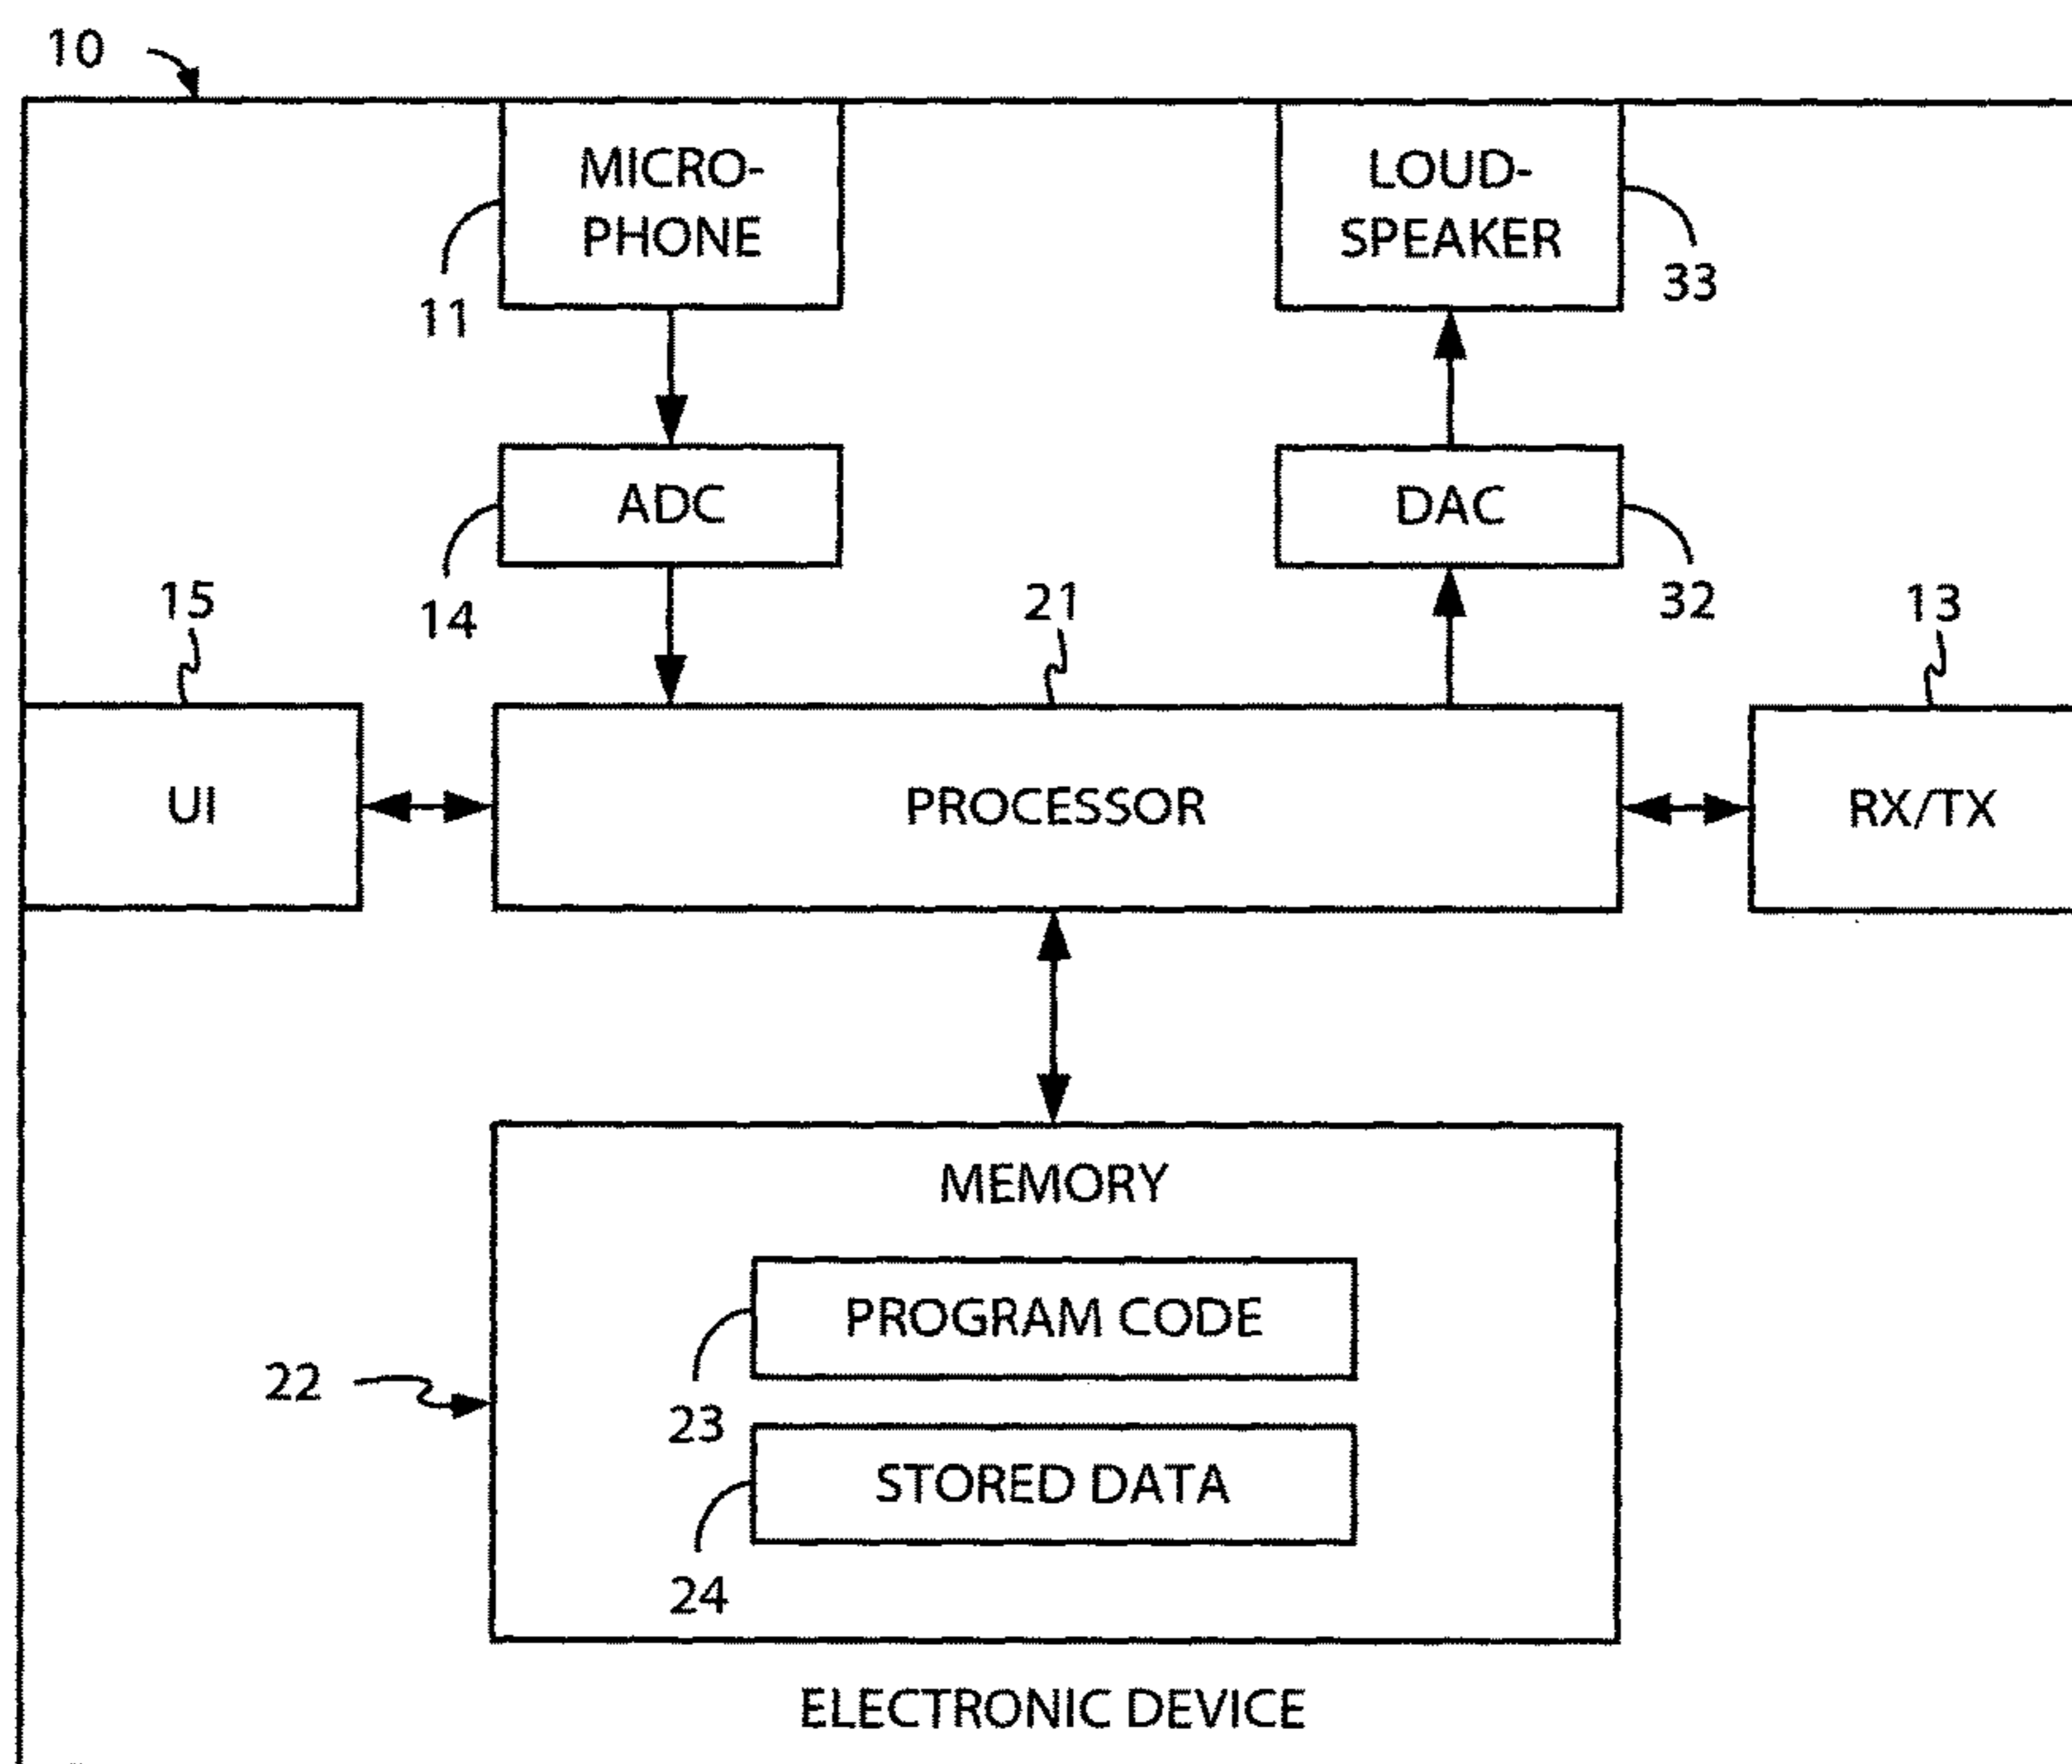 10
MICRO-
PHONE
LOUD-
SPEAKER
11
33
ADC
DAC
14
32
15
21
13
UI
PROCESSOR
RX/TX
MEMORY
PROGRAM CODE
22
23
STORED DATA
24
ELECTRONIC DEVICE